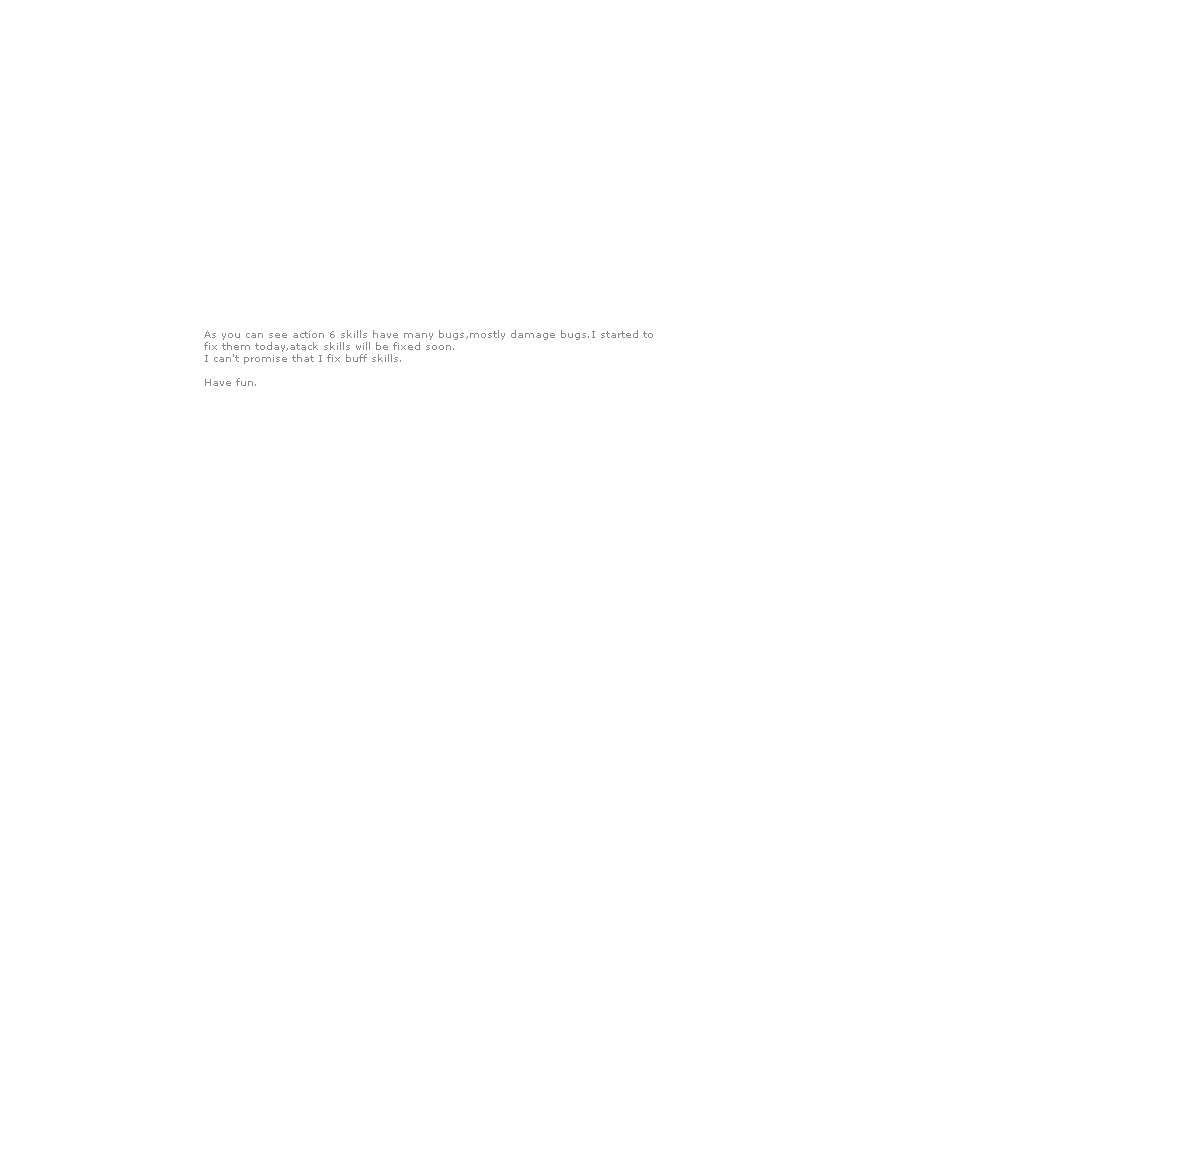 As you can see action 6 skills have many bugs,mostly damage bugs.I started to
fix them today,atack skills will be fixed soon.
I can't promise that I fix buff skills.
Have fun.